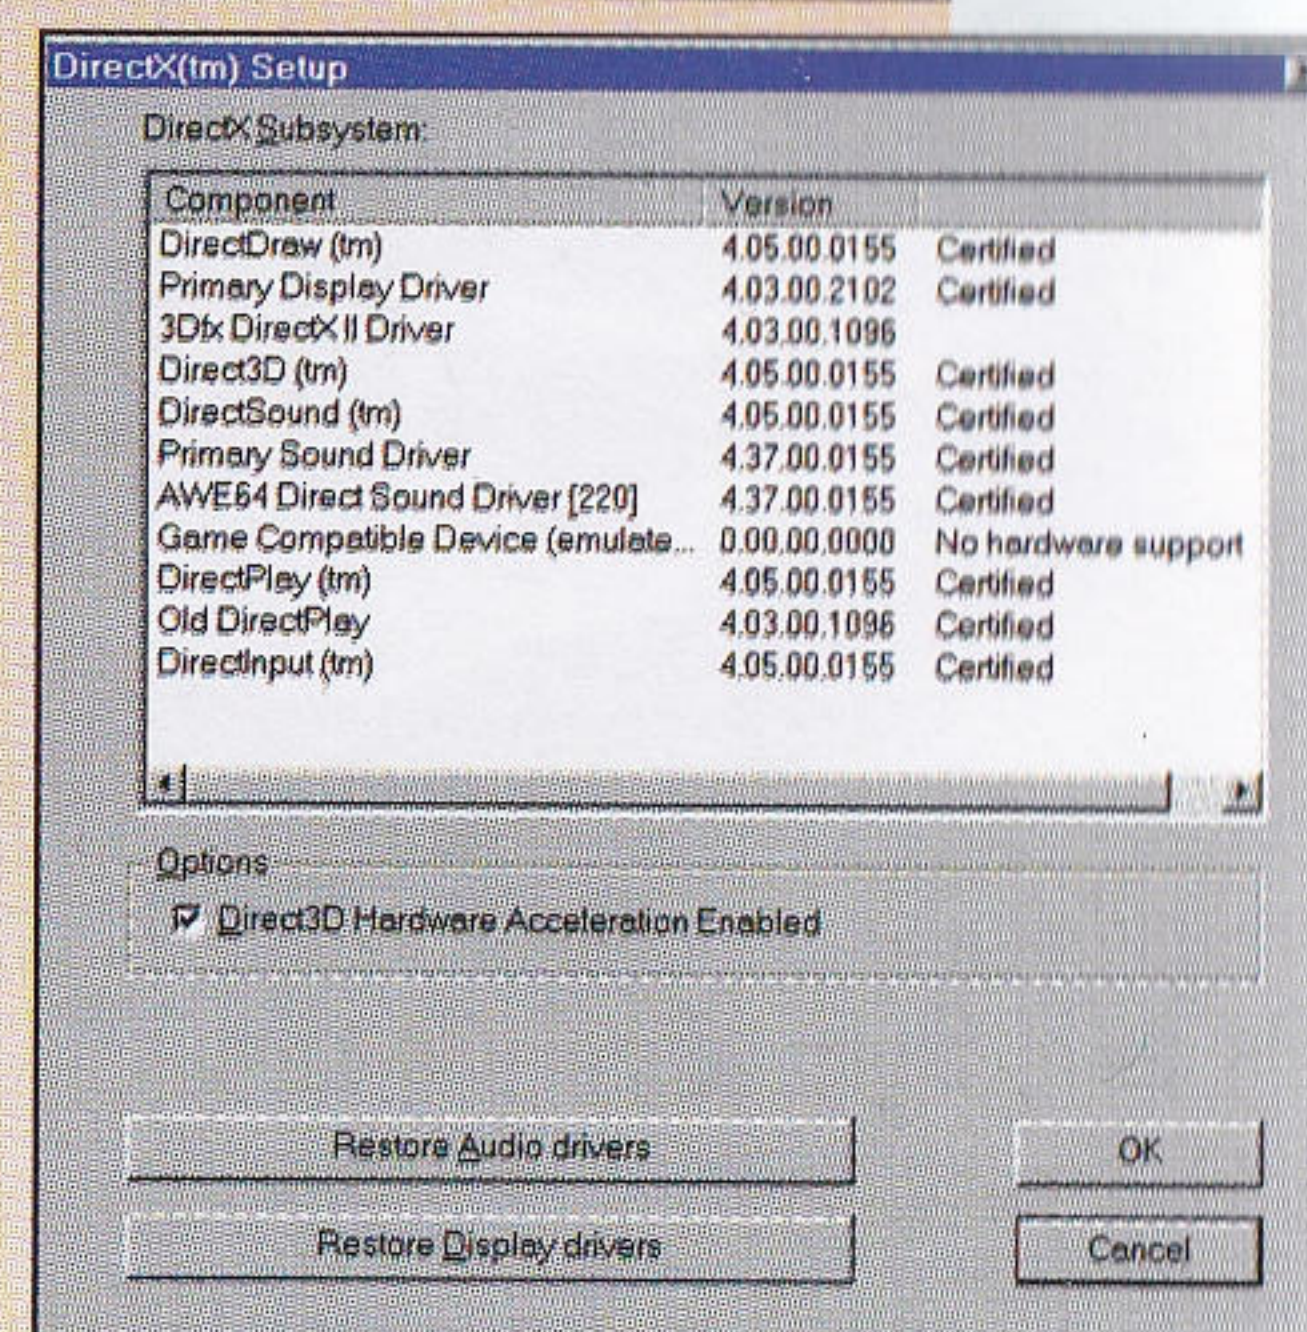 DirectX(tm) Setup
DirectX Subsystem:
Component Version
DirectDraw (tm) 4.05.00.0155 Certified
Primary Display Driver 4.03.00.2102 Certified
3Dfx DirectX II Driver 4.03.00.1096
Direct3D (tm) 4.05.00.0155 Certified
DirectSound (tm) 4.05.00.0155 Certified
Primary Sound Driver 4.37.00.0155 Certified
AWE64 Direct Sound Driver [220] 4.37.00.0155 Certified
Game Compatible Device (emulate... 0.00.00.0000 No hardware support
DirectPlay (tm) 4.05.00.0155 Certified
Old DirectPlay 4.03.00.1096 Certified
DirectInput (tm) 4.05.00.0155 Certified
Options
Direct3D Hardware Acceleration Enabled
Restore Audio drivers OK
Restore Display drivers Cancel